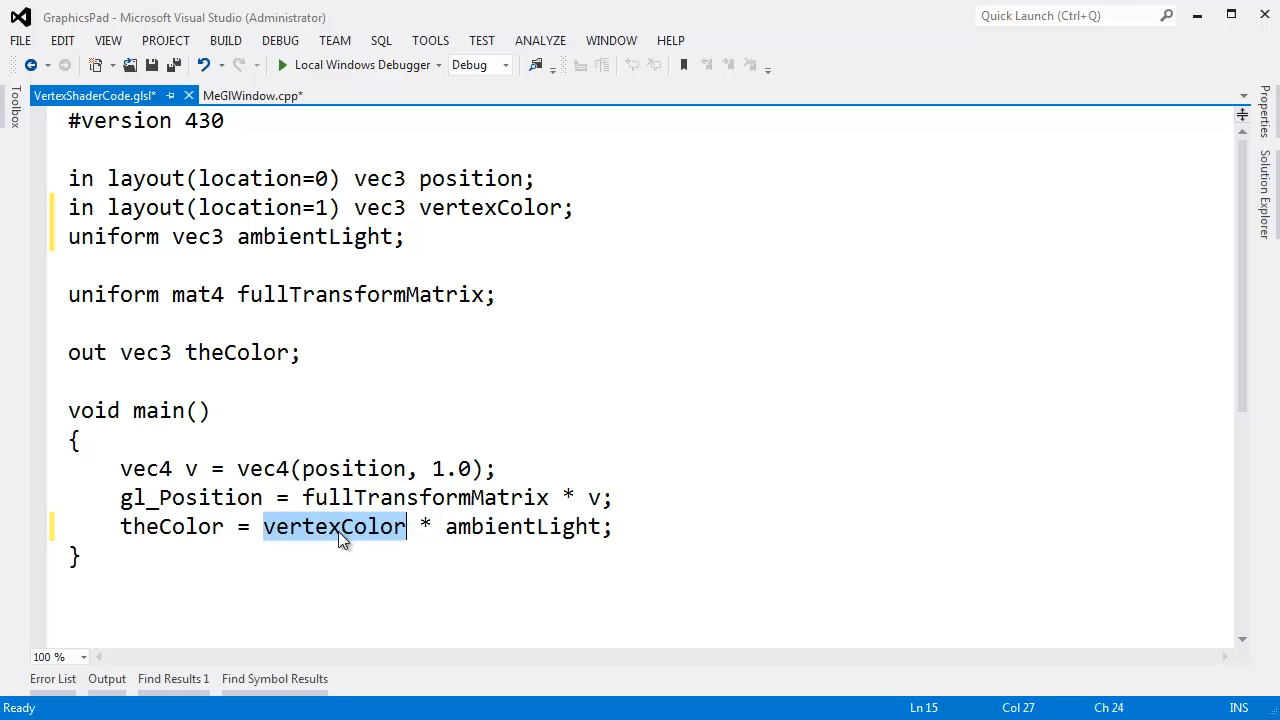 GraphicsPad - Microsoft Visual Studio (Administrator)
Quick Launch (Ctrl+Q)
FILE EDIT VIEW PROJECT BUILD DEBUG TEAM SQL TOOLS TEST ANALYZE WINDOW HELP
Local Windows Debugger Debug
VertexShaderCode.glsl* MeGlWindow.cpp*
Toolbox
Properties
Solution Explorer
#version 430
in layout(location=0) vec3 position;
in layout(location=1) vec3 vertexColor;
uniform vec3 ambientLight;
uniform mat4 fullTransformMatrix;
out vec3 theColor;
void main()
{
vec4 v = vec4(position, 1.0);
gl_Position = fullTransformMatrix * v;
theColor = vertexColor * ambientLight;
}
100 %
Error List Output Find Results 1 Find Symbol Results
Ready Ln 15 Col 27 Ch 24 INS